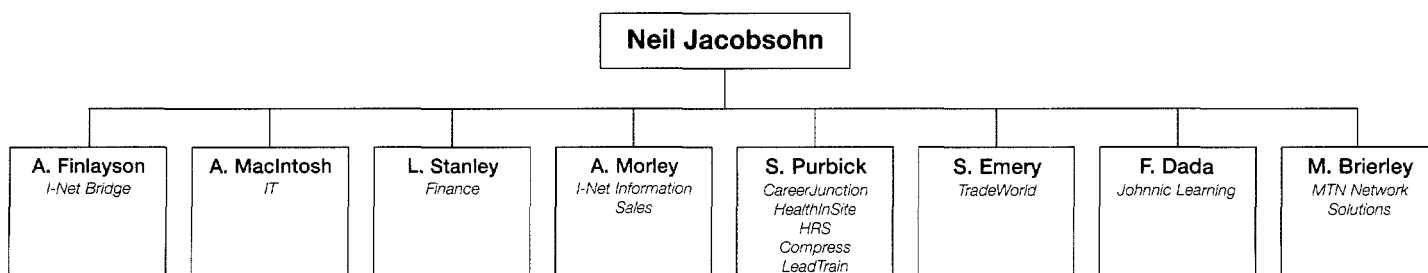 Neil Jacobsohn
A. Finlayson
I-Net Bridge
A. MacIntosh
IT
L. Stanley
Finance
A. Morley
I-Net Information
Sales
S. Purbick
CareerJunction
HealthInSite
HRS
Compress
LeadTrain
S. Emery
TradeWorld
F. Dada
Johnnic Learning
M. Brierley
MTN Network
Solutions